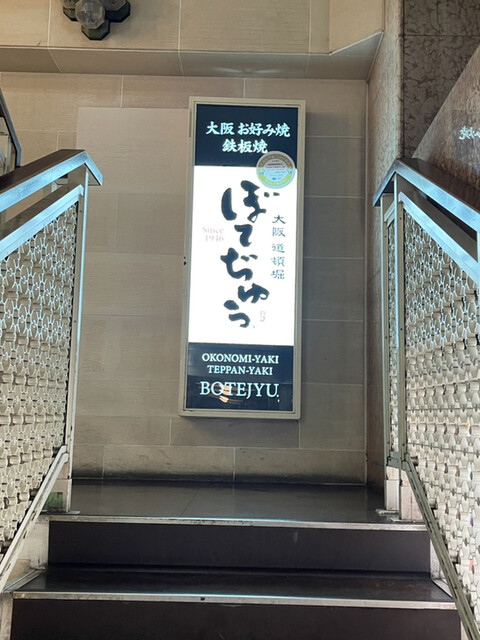 大阪 お好み焼
鉄板焼
ぼてぢゅう
大阪 道頓堀
Since
1946
OKONOMI-YAKI
TEPPAN-YAKI
BOTEJYU